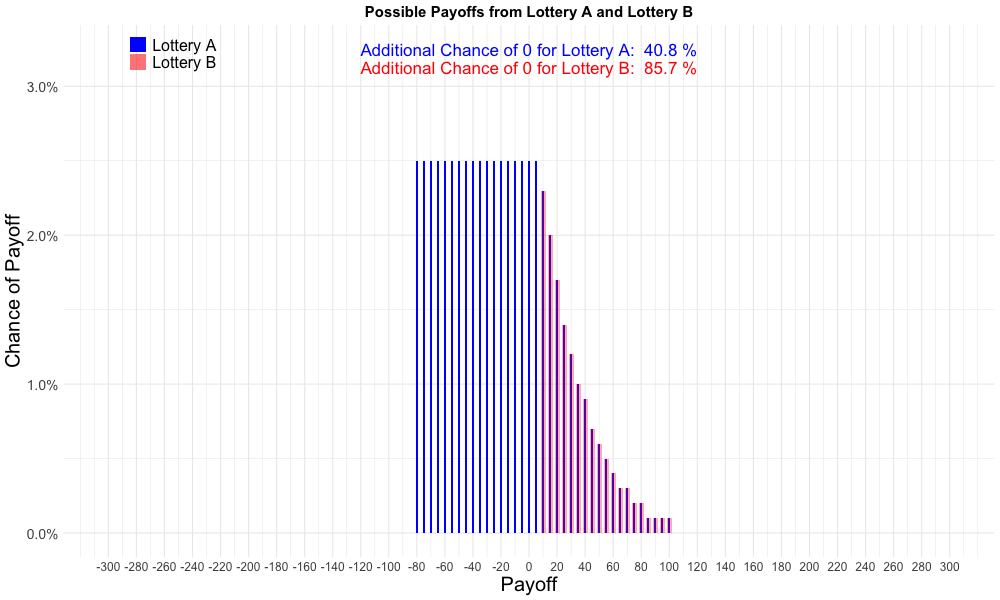 Possible Payoffs from Lottery A and Lottery B
Lottery A
Lottery B
Additional Chance of 0 for Lottery A: 40.8 %
Additional Chance of 0 for Lottery B: 85.7 %
Chance of Payoff
3.0%
2.0%
1.0%
0.0%
-300 -280 -260 -240 -220 -200 -180 -160 -140 -120 -100 -80 -60 -40 -20 0 20 40 60 80 100 120 140 160 180 200 220 240 260 280 300
Payoff